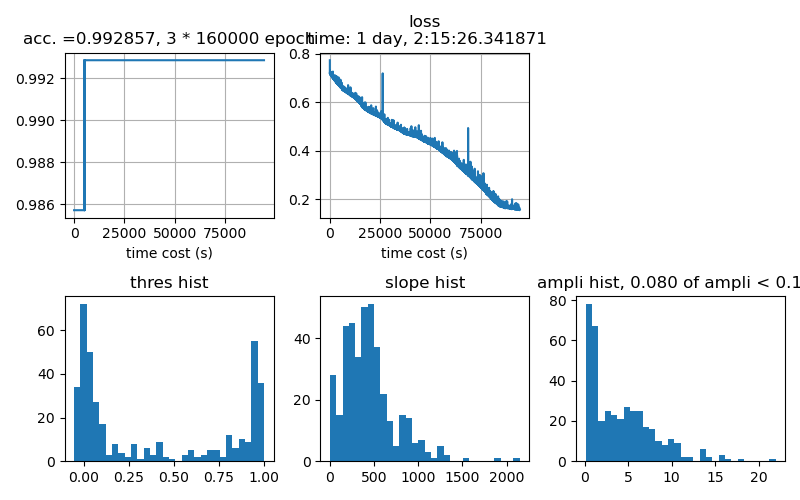 loss
acc. =0.992857, 3 * 160000 epoch
time: 1 day, 2:15:26.341871
0.992
0.990
0.988
0.986
0 25000 50000 75000
time cost (s)
0.8
0.6
0.4
0.2
0 25000 50000 75000
time cost (s)
thres hist
60
40
20
0
0.00 0.25 0.50 0.75 1.00
slope hist
40
20
0
0 500 1000 1500 2000
ampli hist, 0.080 of ampli < 0.1
80
60
40
20
0
0 5 10 15 20